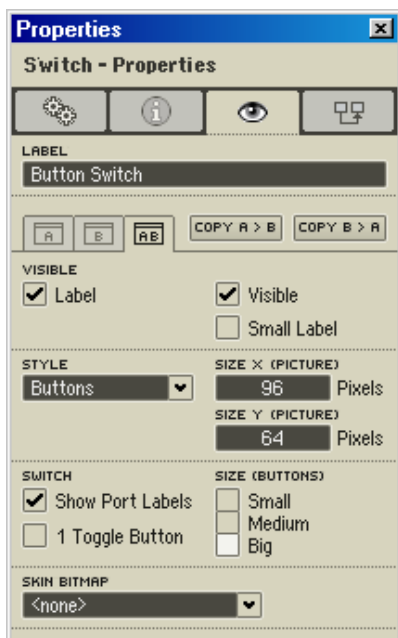 Properties
Switch - Properties
LABEL
Button Switch
A B AB COPY A > B COPY B > A
VISIBLE
Label Visible
Small Label
STYLE SIZE X (PICTURE)
Buttons 96 Pixels
SIZE Y (PICTURE)
64 Pixels
SWITCH SIZE (BUTTONS)
Show Port Labels Small
Medium
1 Toggle Button Big
SKIN BITMAP
<none>